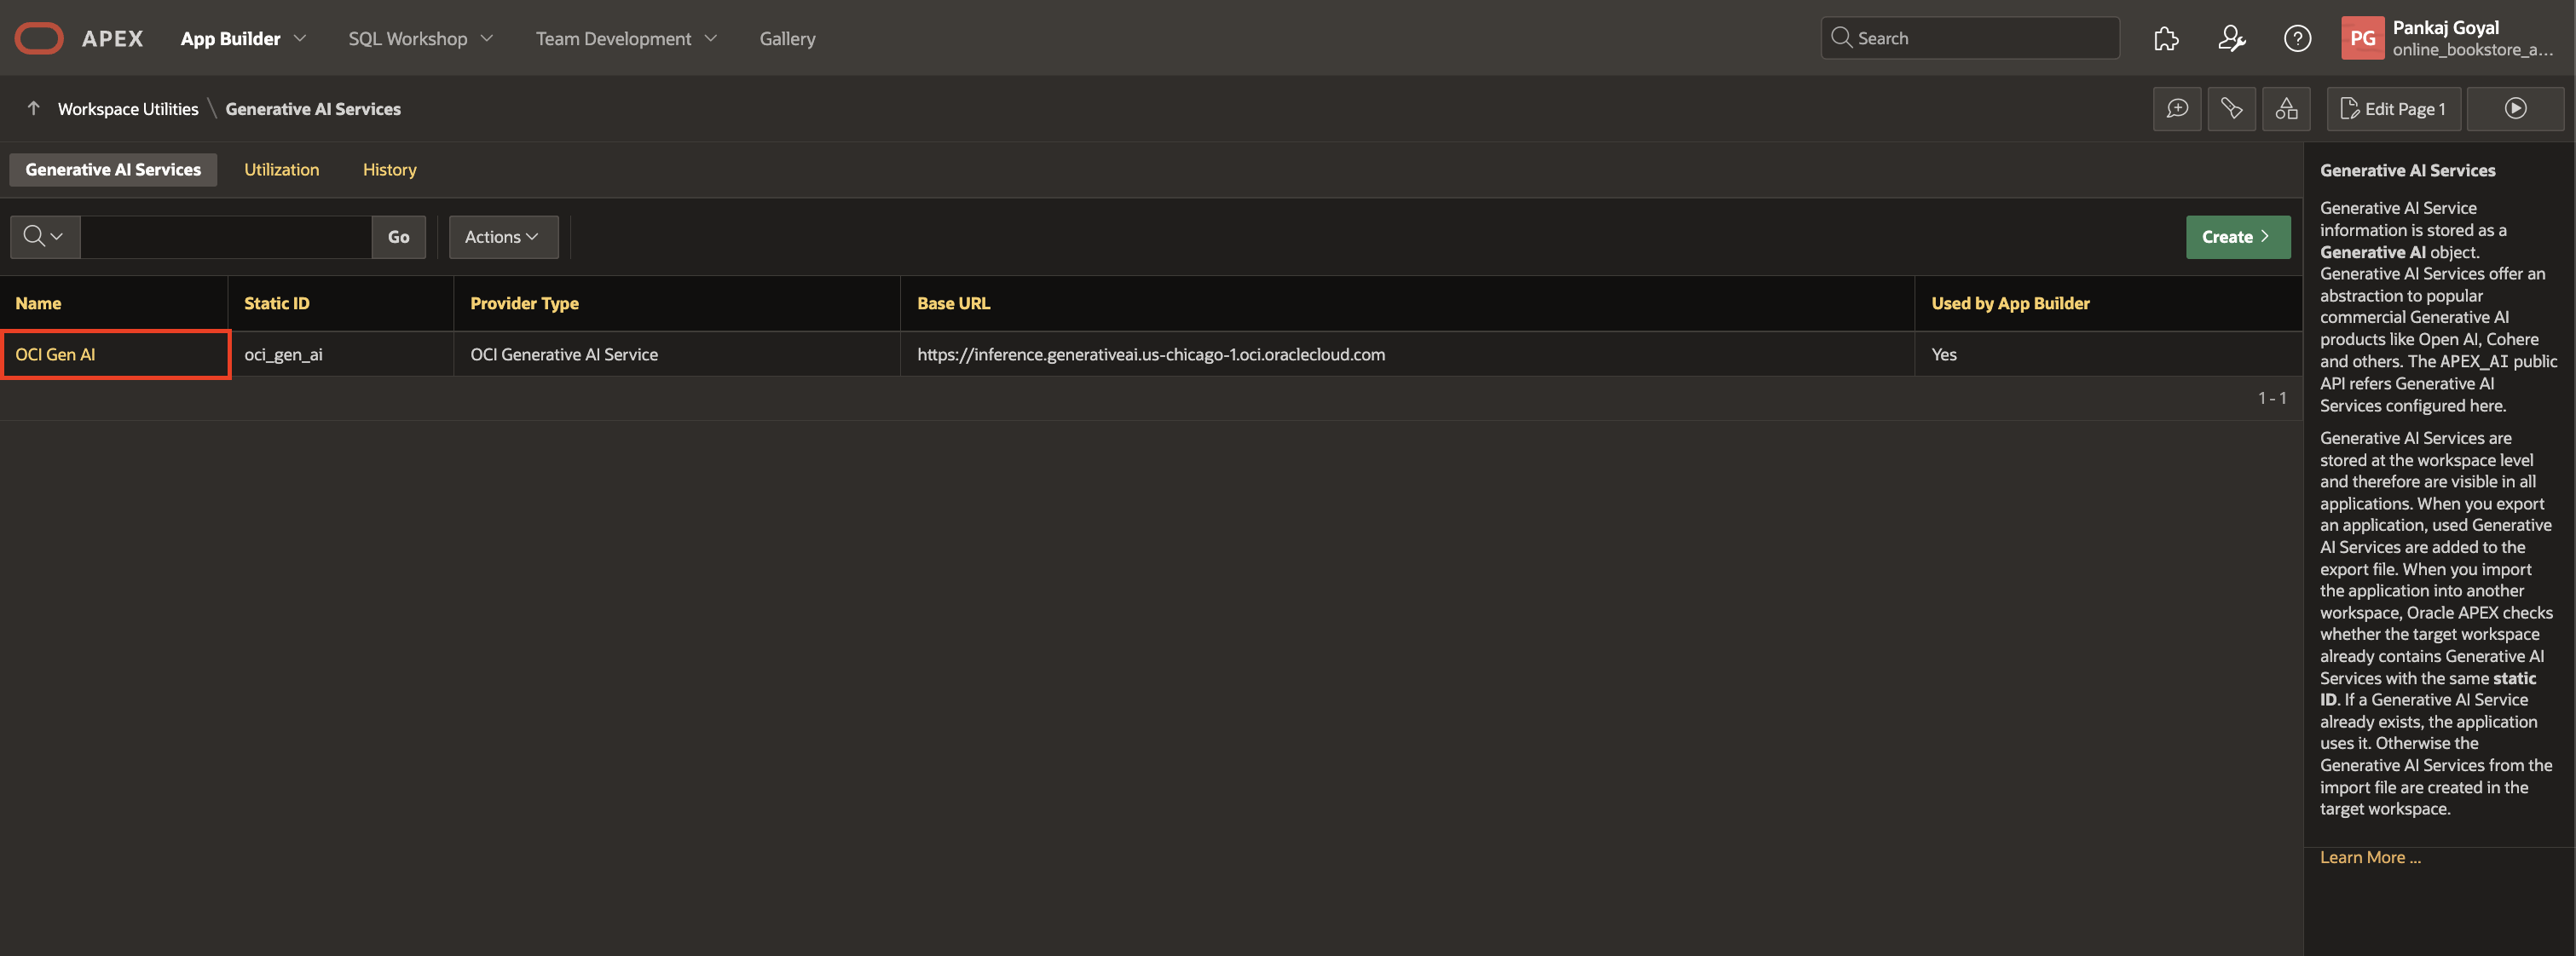 APEX App Builder SQL Workshop Team Development Gallery Search PG Pankaj Goyal
online_bookstore_a...
Workspace Utilities \ Generative AI Services Edit Page 1
Generative AI Services Utilization History
Go Actions Create
Name Static ID Provider Type Base URL Used by App Builder
OCI Gen AI oci_gen_ai OCI Generative AI Service https://inference.generativeai.us-chicago-1.oci.oraclecloud.com Yes
1 - 1
Generative AI Services
Generative AI Service
information is stored as a
Generative AI object.
Generative AI Services offer an
abstraction to popular
commercial Generative AI
products like Open AI, Cohere
and others. The APEX_AI public
API refers Generative AI
Services configured here.
Generative AI Services are
stored at the workspace level
and therefore are visible in all
applications. When you export
an application, used Generative
AI Services are added to the
export file. When you import
the application into another
workspace, Oracle APEX checks
whether the target workspace
already contains Generative AI
Services with the same static
ID. If a Generative AI Service
already exists, the application
uses it. Otherwise the
Generative AI Services from the
import file are created in the
target workspace.
Learn More ...